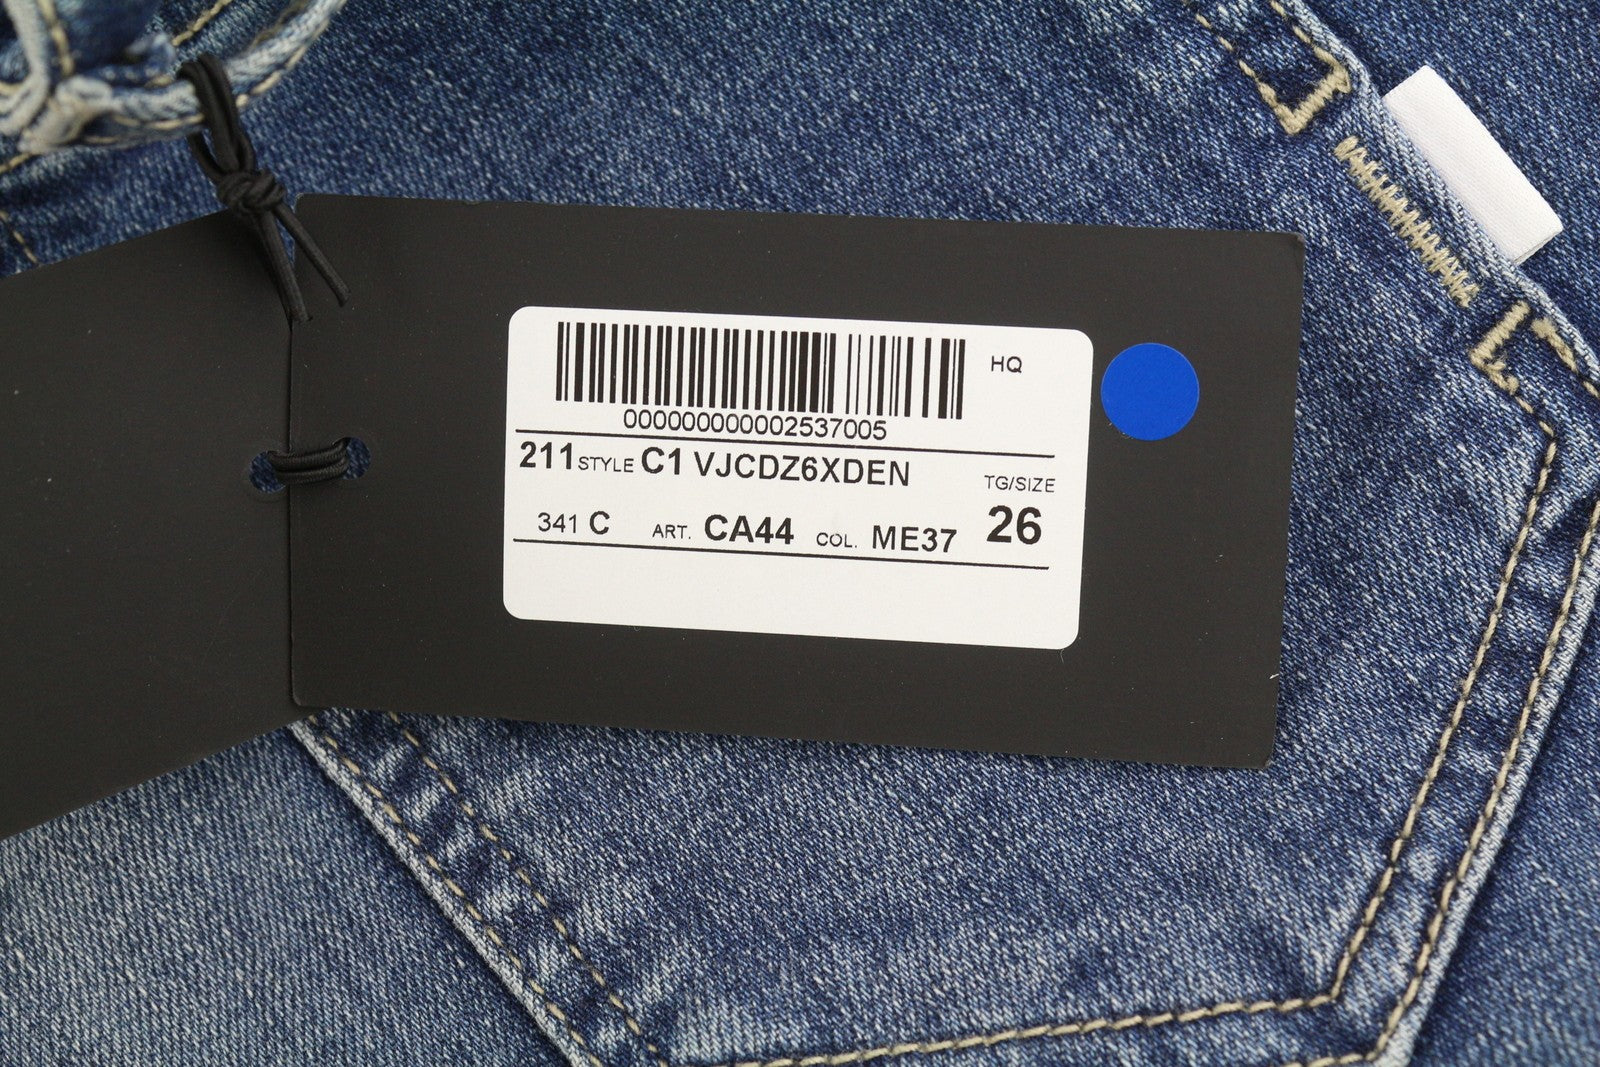 HQ
000000000002537005
211 STYLE C1 VJCDZ6XDEN
TG/SIZE
341 C ART. CA44 COL. ME37 26